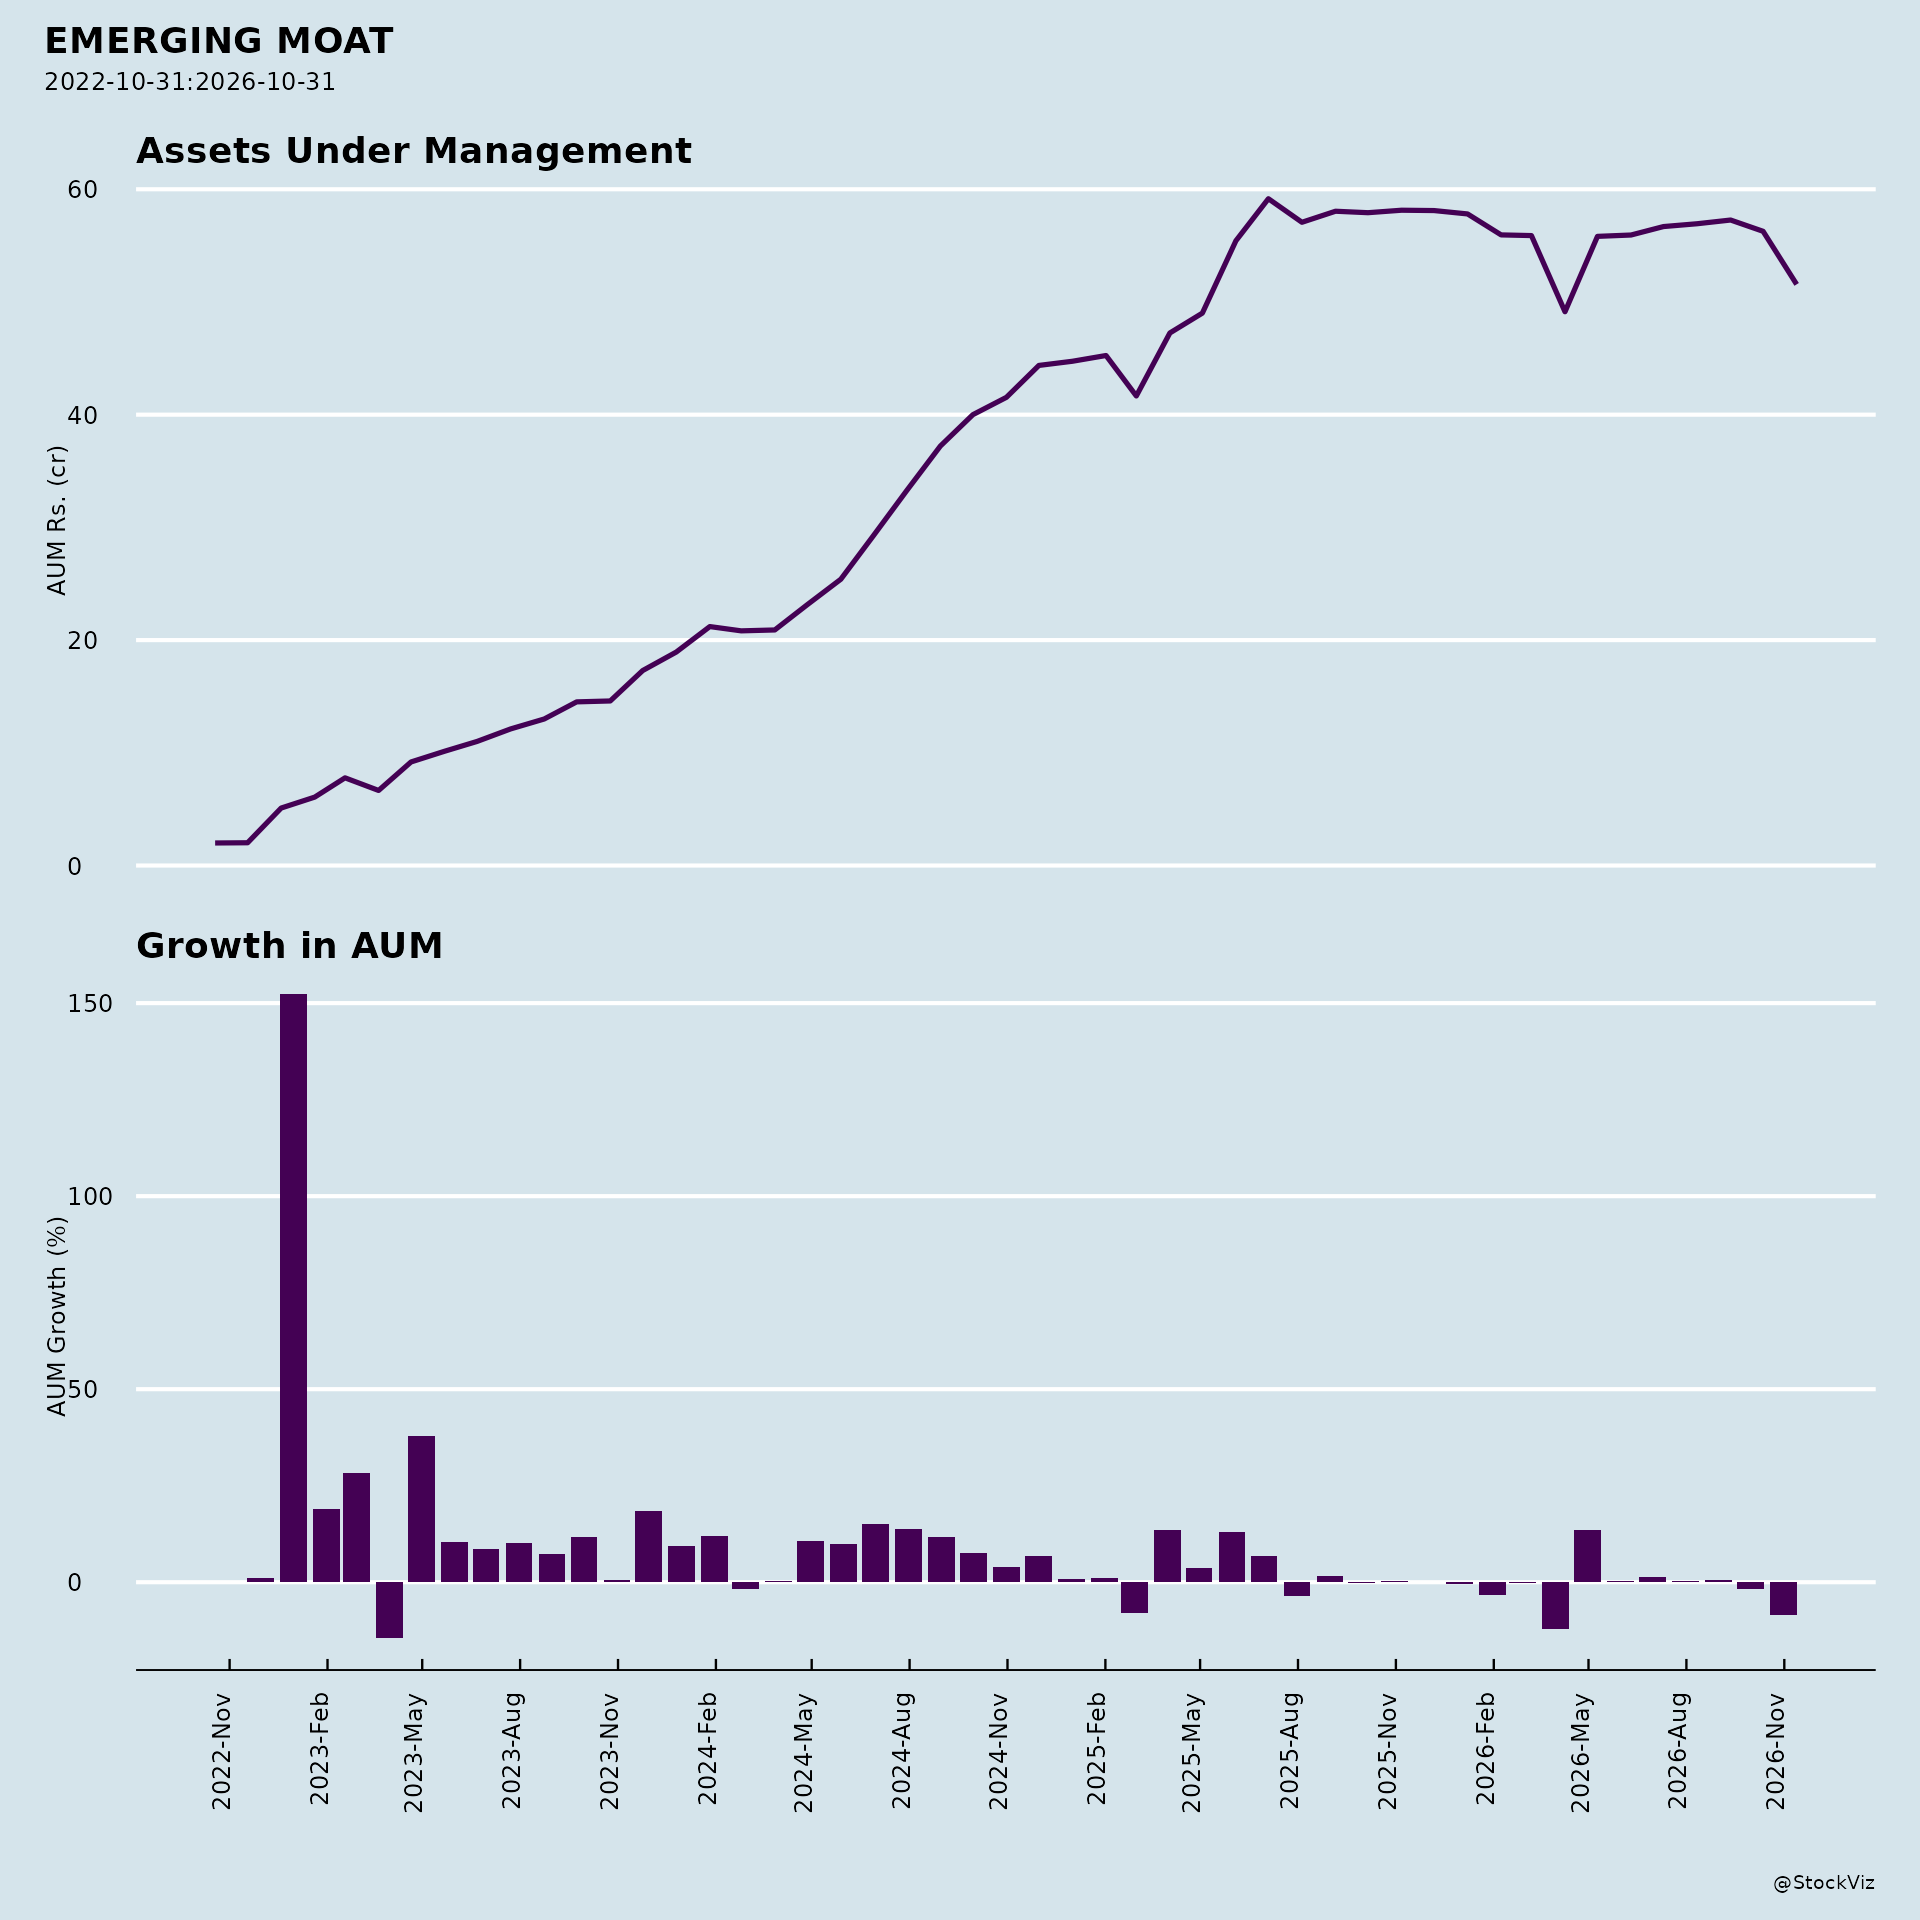 EMERGING MOAT
2022-10-31:2026-10-31
Assets Under Management
60
40
20
0
AUM Rs. (cr)
Growth in AUM
150
100
50
0
AUM Growth (%)
2022-Nov
2023-Feb
2023-May
2023-Aug
2023-Nov
2024-Feb
2024-May
2024-Aug
2024-Nov
2025-Feb
2025-May
2025-Aug
2025-Nov
2026-Feb
2026-May
2026-Aug
2026-Nov
@StockViz